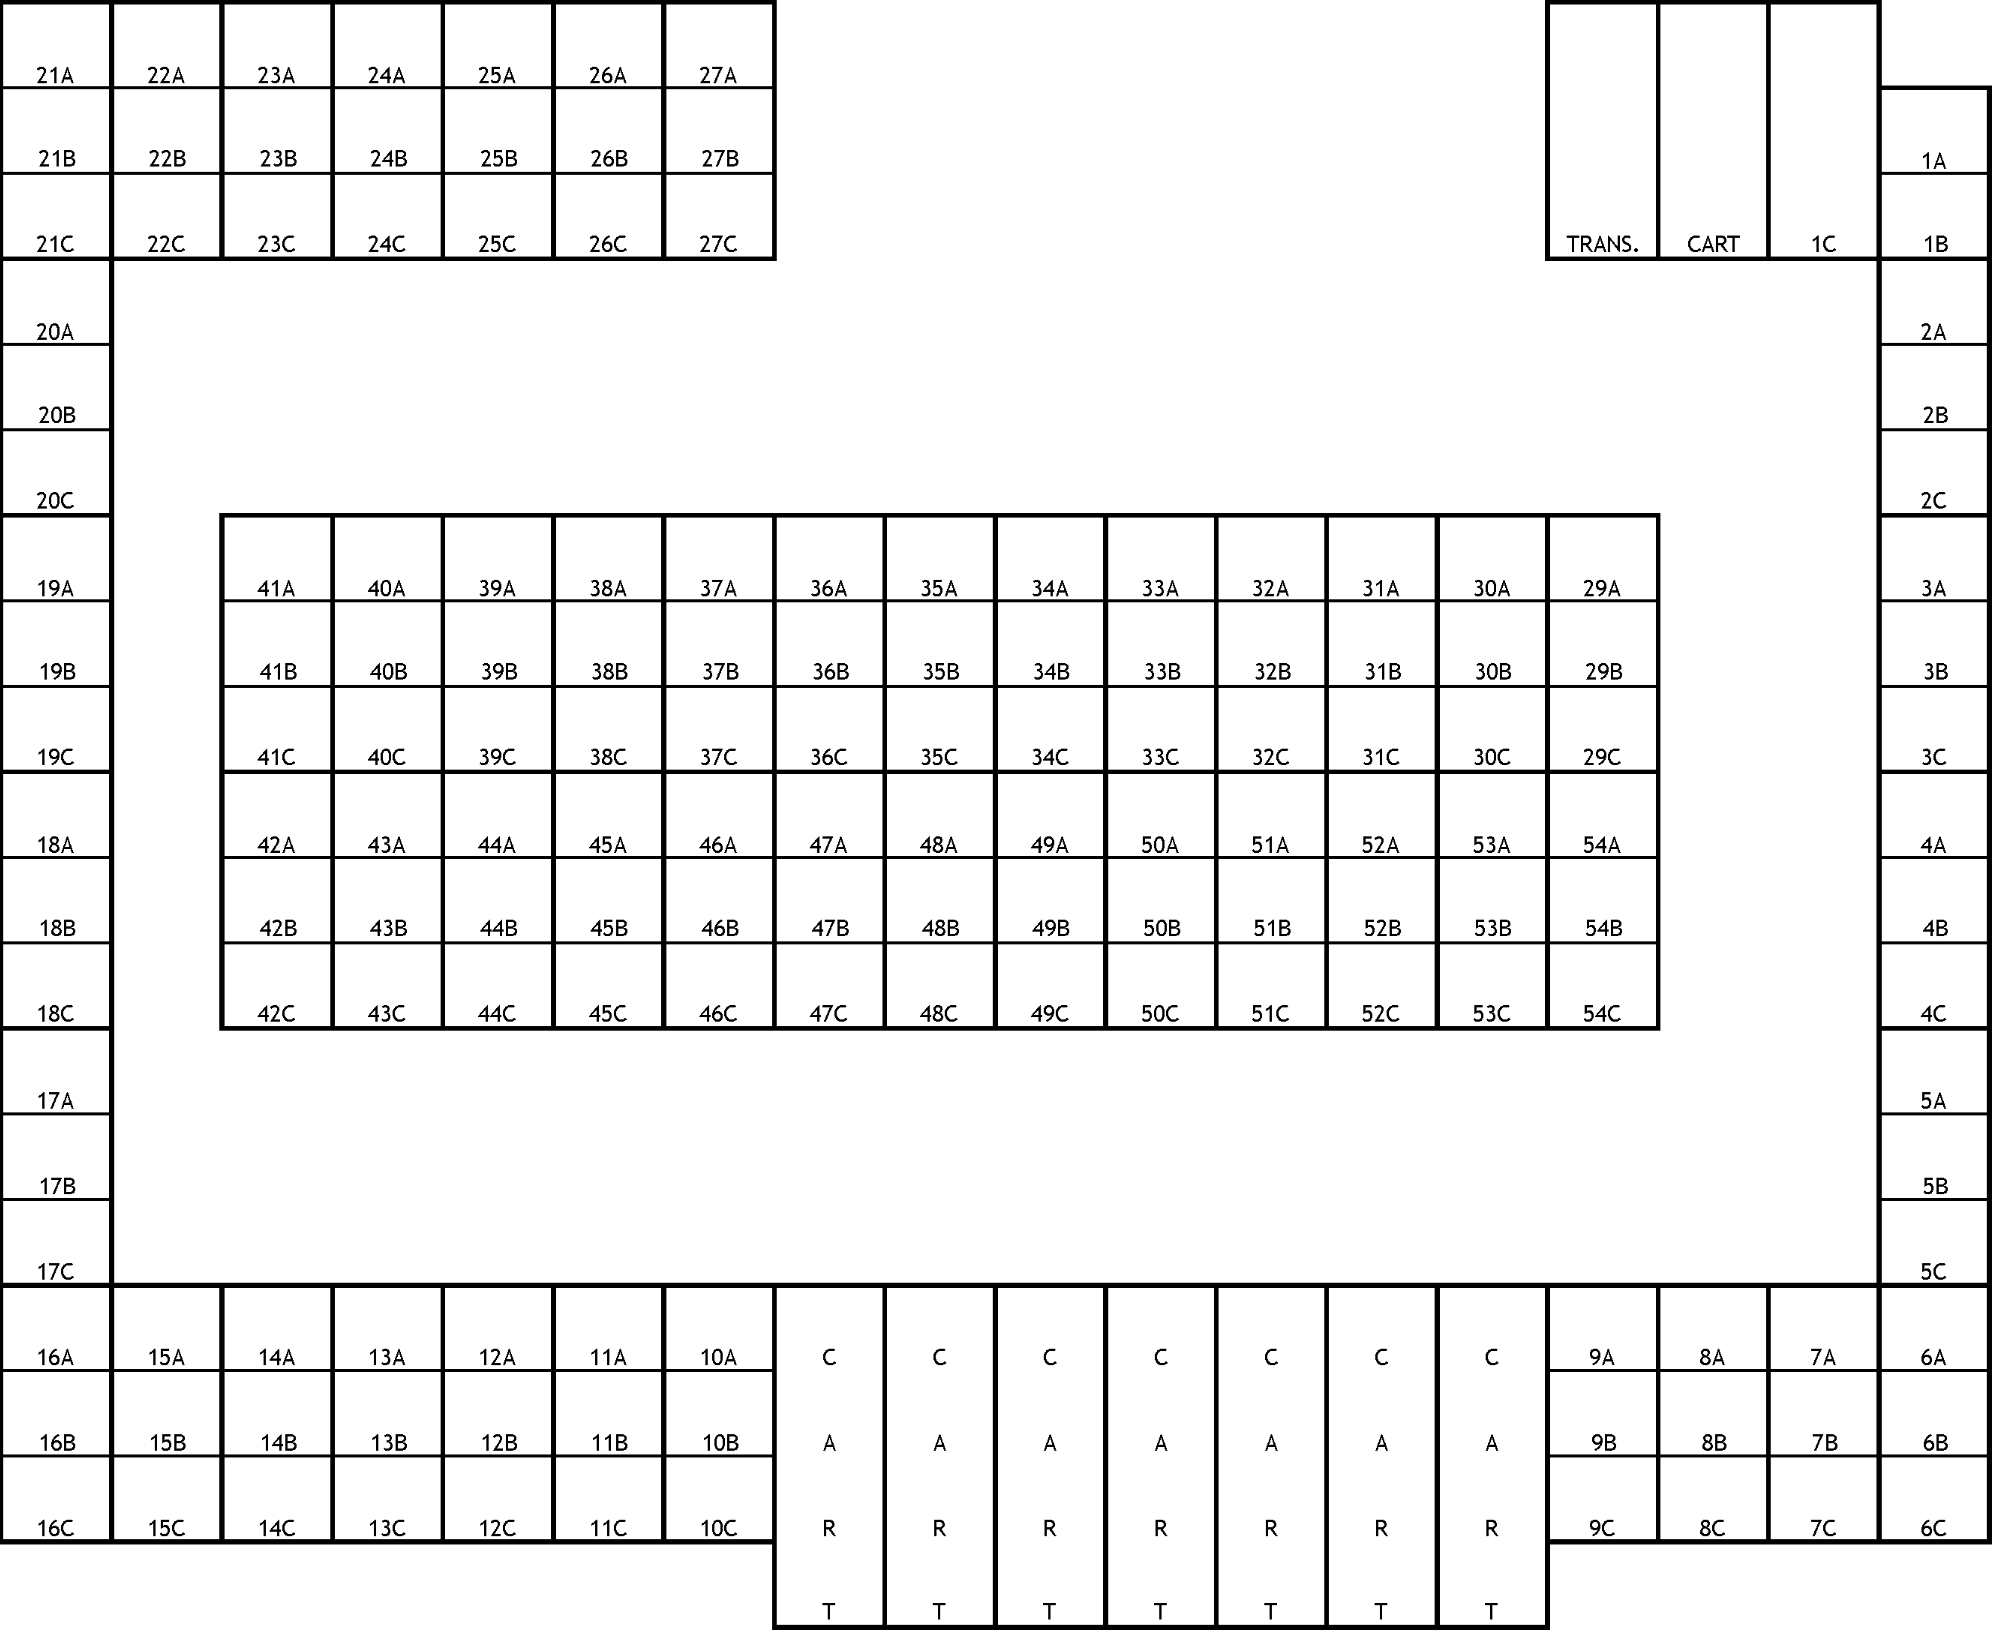 21A 22A 23A 24A 25A 26A 27A
21B 22B 23B 24B 25B 26B 27B 1A
21C 22C 23C 24C 25C 26C 27C TRANS. CART 1C 1B
20A 2A
20B 2B
20C 2C
19A 41A 40A 39A 38A 37A 36A 35A 34A 33A 32A 31A 30A 29A 3A
19B 41B 40B 39B 38B 37B 36B 35B 34B 33B 32B 31B 30B 29B 3B
19C 41C 40C 39C 38C 37C 36C 35C 34C 33C 32C 31C 30C 29C 3C
18A 42A 43A 44A 45A 46A 47A 48A 49A 50A 51A 52A 53A 54A 4A
18B 42B 43B 44B 45B 46B 47B 48B 49B 50B 51B 52B 53B 54B 4B
18C 42C 43C 44C 45C 46C 47C 48C 49C 50C 51C 52C 53C 54C 4C
17A 5A
17B 5B
17C 5C
16A 15A 14A 13A 12A 11A 10A C C C C C C C 9A 8A 7A 6A
16B 15B 14B 13B 12B 11B 10B A A A A A A A 9B 8B 7B 6B
16C 15C 14C 13C 12C 11C 10C R R R R R R R 9C 8C 7C 6C
T T T T T T T